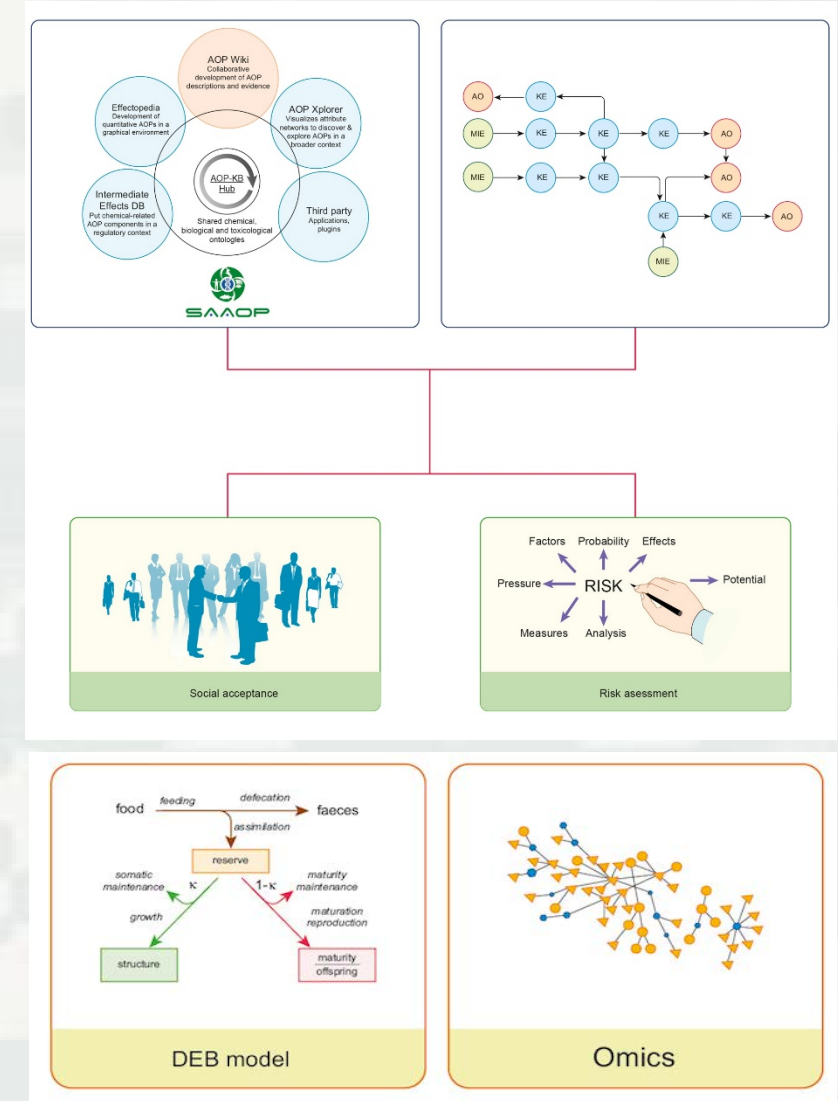 AOP Wiki
Collaborative
development of AOP
descriptions and evidence
Effectopedia
Development of
quantitative AOPs in a
graphical environment
AOP Xplorer
Visualizes attribute
networks to discover &
explore AOPs in a
broader context
AOP-KB
Hub
Intermediate
Effects DB
Put chemical-related
AOP components in a
regulatory context
Shared chemical,
biological and toxicological
ontologies
Third party
Applications,
plugins
SAAOP
AO
KE
MIE
KE
KE
KE
AO
MIE
KE
KE
AO
KE
KE
AO
MIE
Social acceptance
Factors
Probability
Effects
Pressure
RISK
Potential
Measures
Analysis
Risk asessment
food
feeding
defecation
faeces
assimilation
reserve
somatic
maintenance
κ
1-κ
maturity
maintenance
growth
maturation
reproduction
structure
maturity
offspring
DEB model
Omics